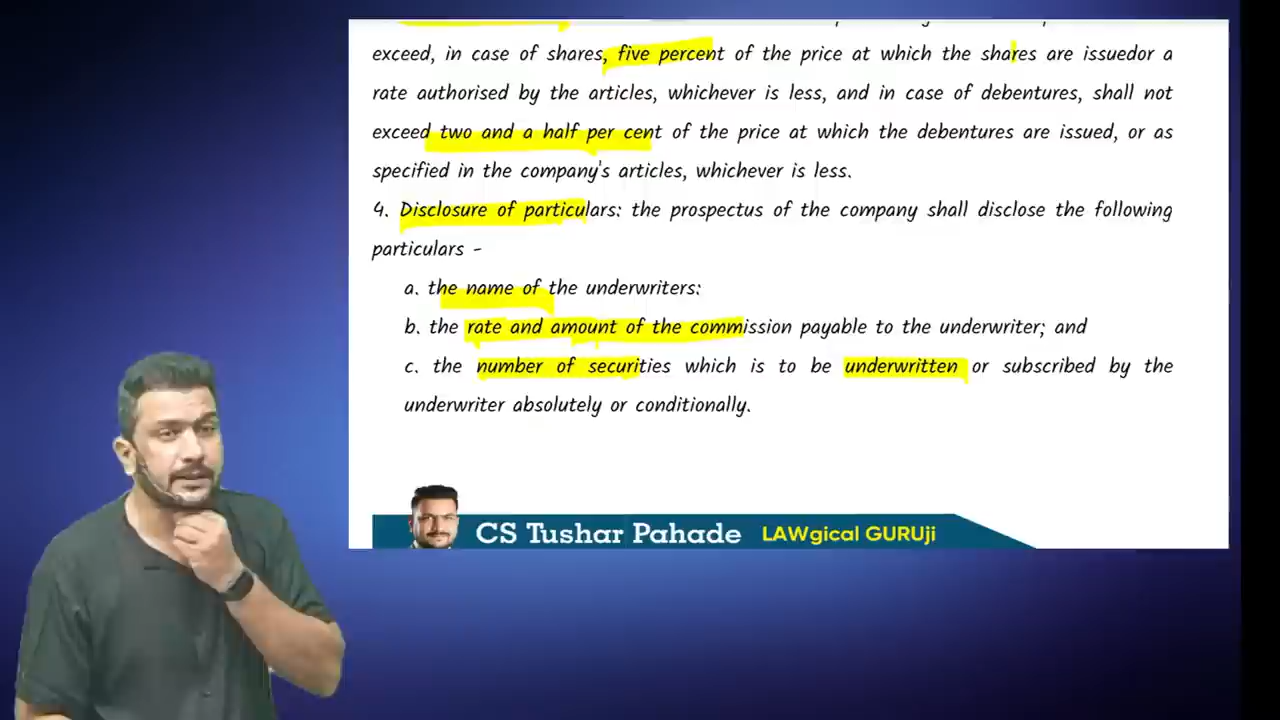 exceed, in case of shares, five percent of the price at which the shares are issuedor a
rate authorised by the articles, whichever is less, and in case of debentures, shall not
exceed two and a half per cent of the price at which the debentures are issued, or as
specified in the company's articles, whichever is less.
4. Disclosure of particulars: the prospectus of the company shall disclose the following
particulars -
a. the name of the underwriters:
b. the rate and amount of the commission payable to the underwriter; and
c. the number of securities which is to be underwritten or subscribed by the
underwriter absolutely or conditionally.
CS Tushar Pahade LAWgical GURUji